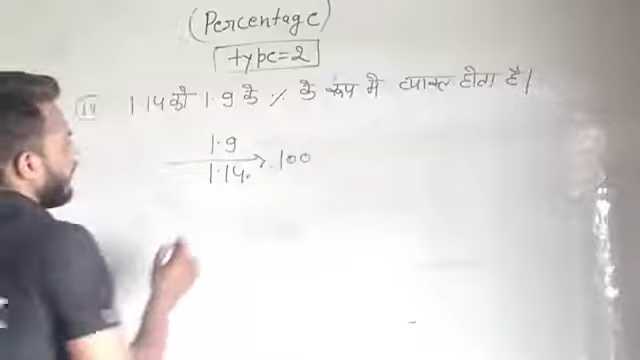 (Percentage)
type=2
14 1.14 को 1.9 के % के रूप में व्यक्त होता है|
1.9
1.14 × 100